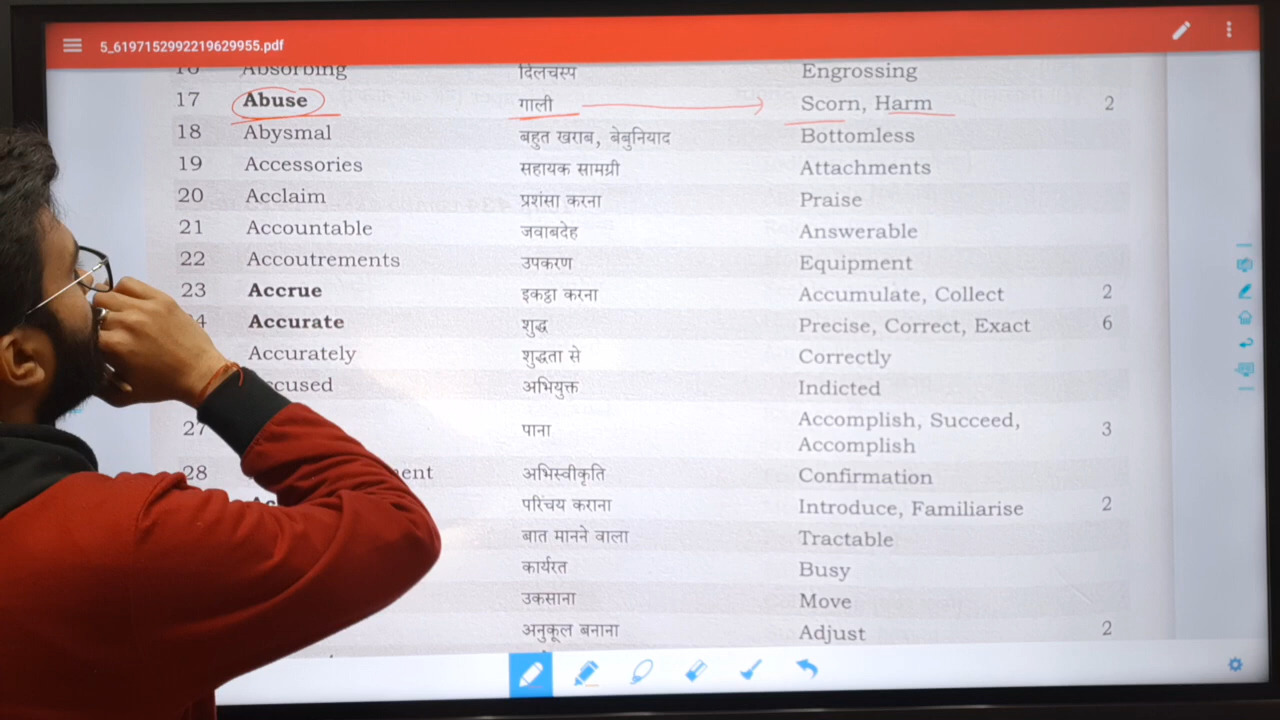 5_6197152992219629955.pdf
Absorbing दिलचस्प Engrossing
17 Abuse गाली Scorn, Harm 2
18 Abysmal बहुत खराब, बेबुनियाद Bottomless
19 Accessories सहायक सामग्री Attachments
20 Acclaim प्रशंसा करना Praise
21 Accountable जवाबदेह Answerable
22 Accoutrements उपकरण Equipment
23 Accrue इकट्ठा करना Accumulate, Collect 2
Accurate शुद्ध Precise, Correct, Exact 6
Accurately शुद्धता से Correctly
अभियुक्त Indicted
27 पाना Accomplish, Succeed, 3
Accomplish
28 अभिस्वीकृति Confirmation
परिचय कराना Introduce, Familiarise 2
बात मानने वाला Tractable
कार्यरत Busy
उकसाना Move
अनुकूल बनाना Adjust 2